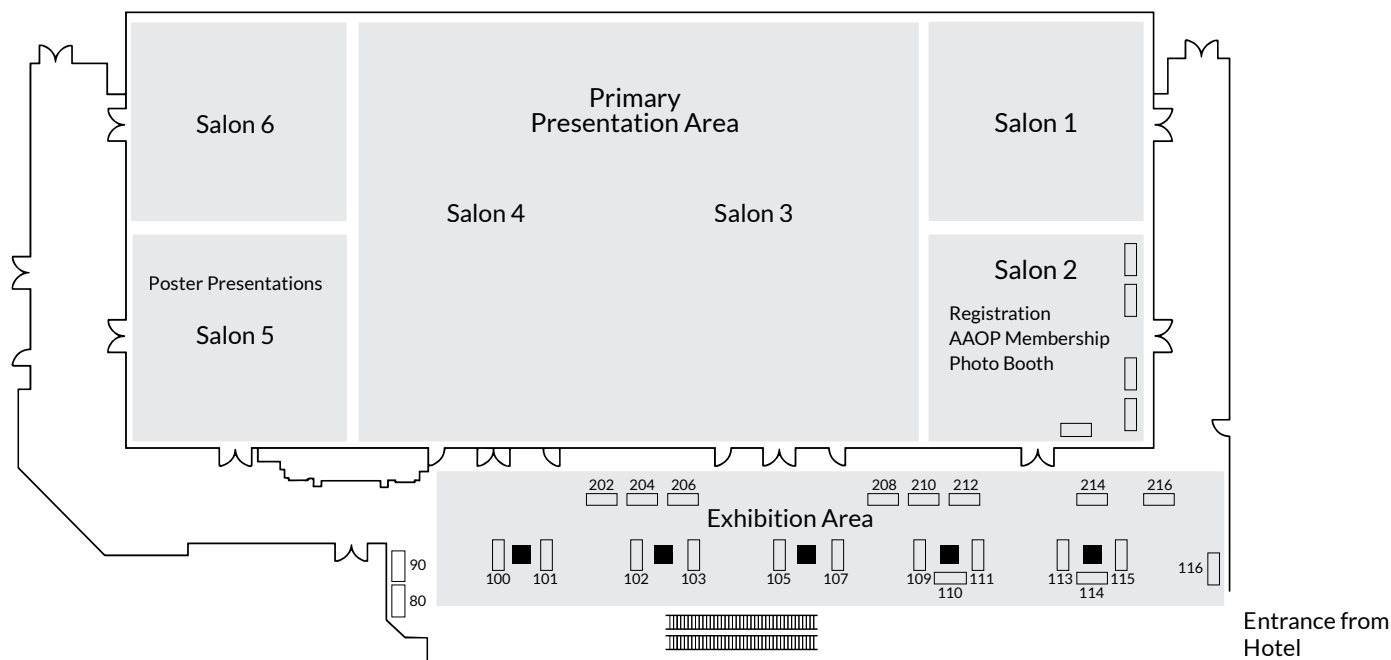 Salon 6
Primary
Presentation Area
Salon 1
Salon 4
Salon 3
Poster Presentations
Salon 5
Salon 2
Registration
AAOP Membership
Photo Booth
202 204 206 208 210 212 214 216
Exhibition Area
90
80
100 101 102 103 105 107 109 111 113 115 116
110 114
Entrance from
Hotel